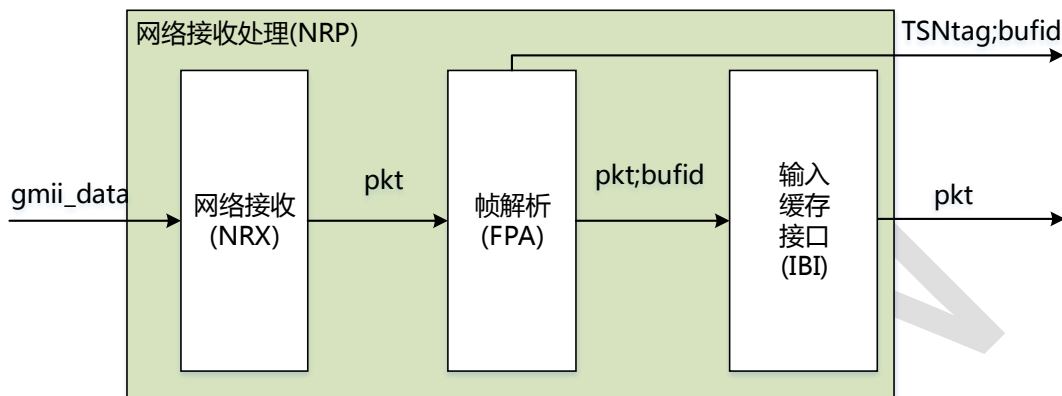 网络接收处理(NRP)
TSNtag;bufid
gmii_data
网络接收
(NRX)
pkt
帧解析
(FPA)
pkt;bufid
输入
缓存
接口
(IBI)
pkt